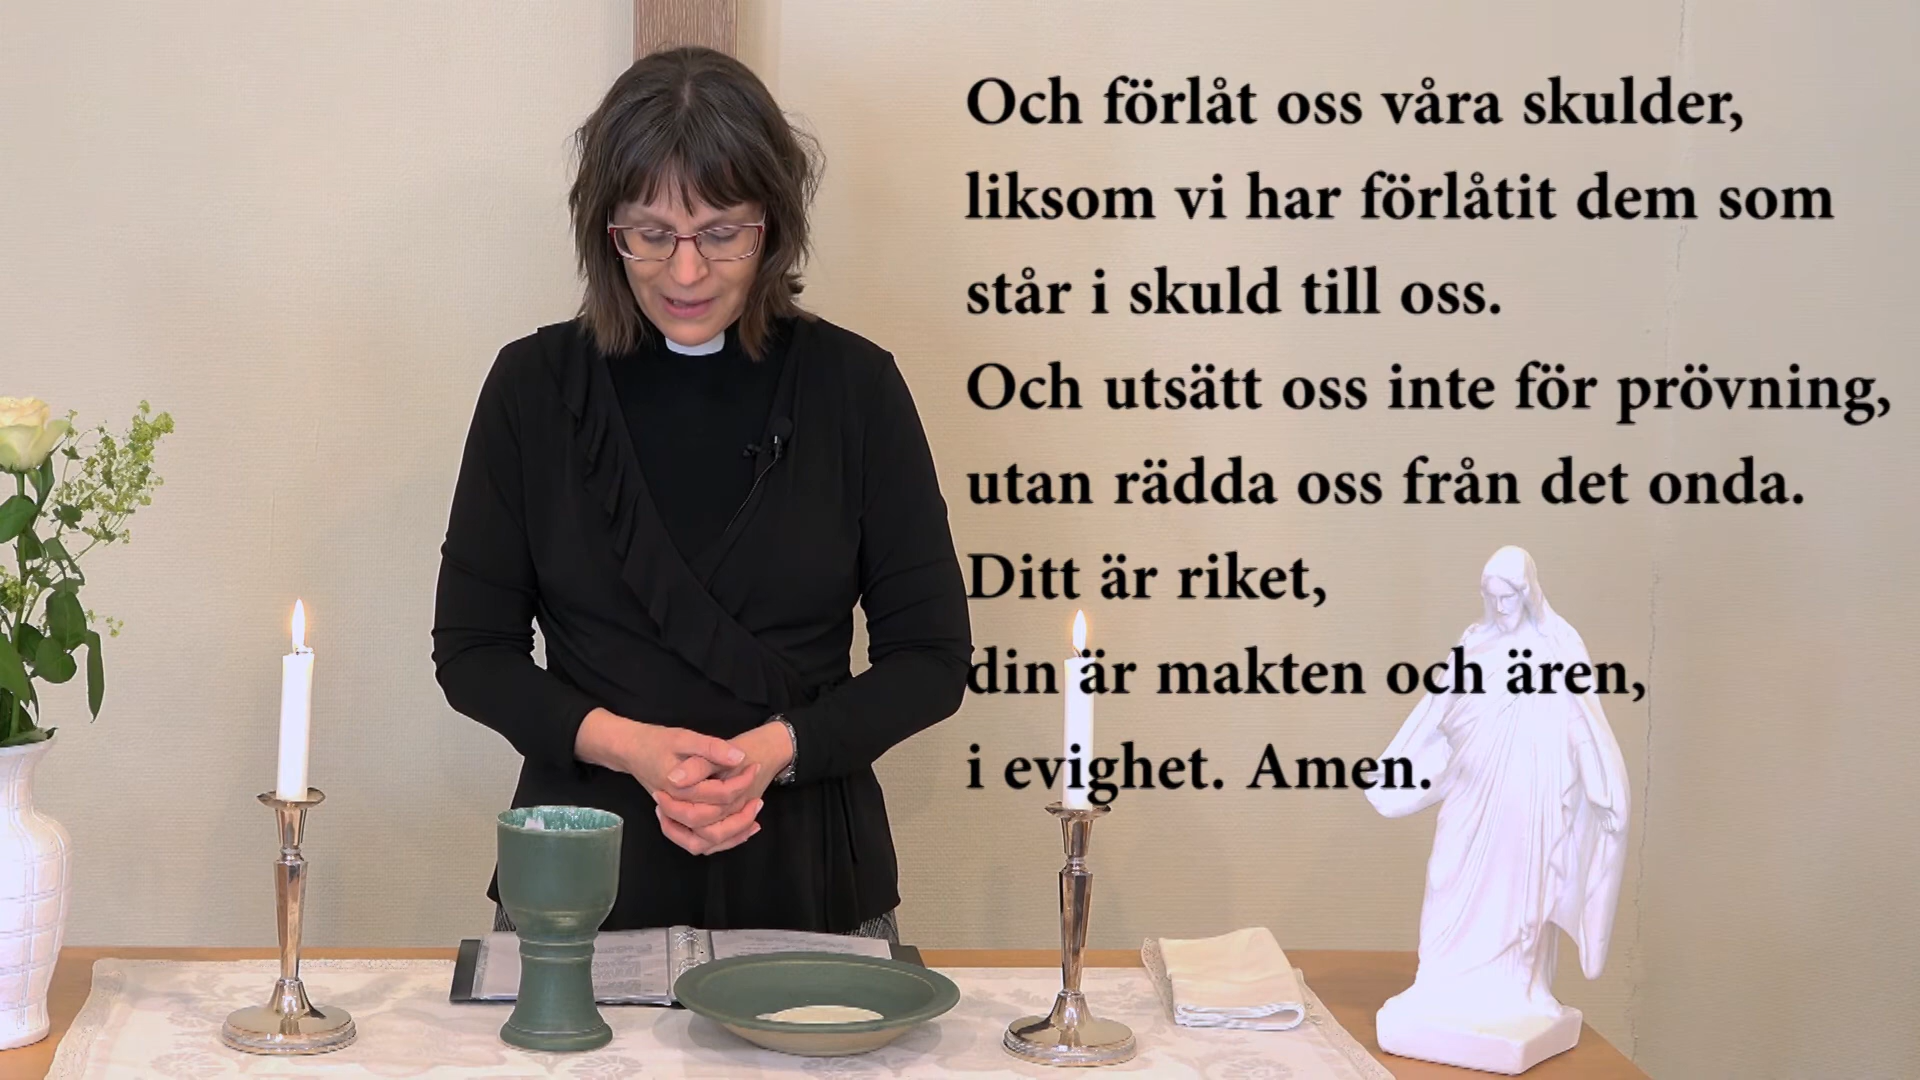 Och förlåt oss våra skulder,
liksom vi har förlåtit dem som
står i skuld till oss.
Och utsätt oss inte för prövning,
utan rädda oss från det onda.
Ditt är riket,
din är makten och ären,
i evighet. Amen.